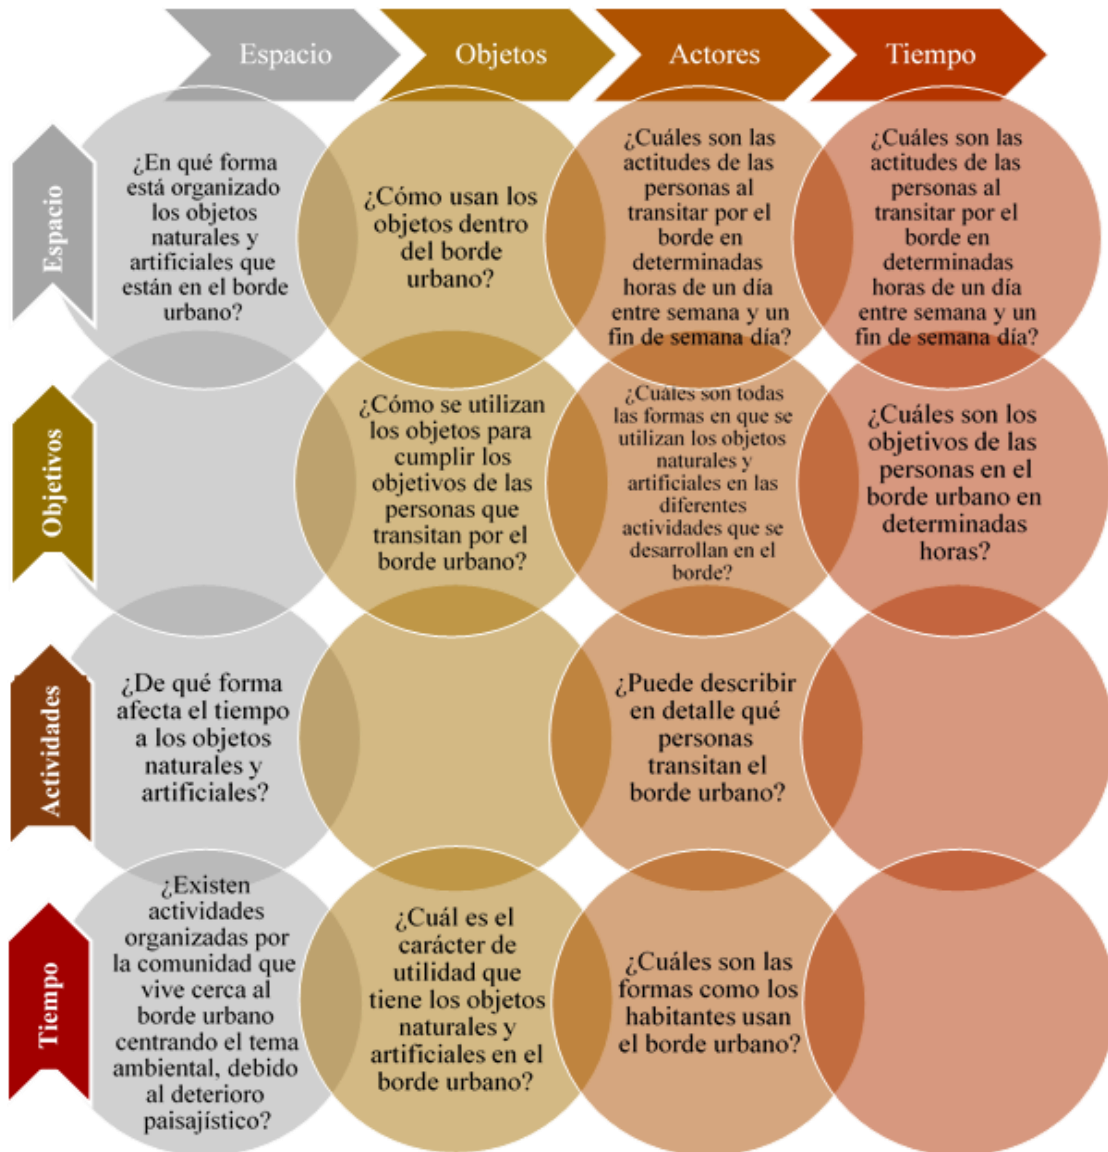 Espacio
Objetos
Actores
Tiempo
Espacio
¿En qué forma
está organizado
los objetos
naturales y
artificiales que
están en el borde
urbano?
¿Cómo usan los
objetos dentro
del borde
urbano?
¿Cuáles son las
actitudes de las
personas al
transitar por el
borde en
determinadas
horas de un día
entre semana y un
fin de semana día?
¿Cuáles son las
actitudes de las
personas al
transitar por el
borde en
determinadas
horas de un día
entre semana y un
fin de semana día?
Objetivos
¿Cómo se utilizan
los objetos para
cumplir los
objetivos de las
personas que
transitan por el
borde urbano?
¿Cuáles son todas
las formas en que se
utilizan los objetos
naturales y
artificiales en las
diferentes
actividades que se
desarrollan en el
borde?
¿Cuáles son los
objetivos de las
personas en el
borde urbano en
determinadas
horas?
Actividades
¿De qué forma
afecta el tiempo
a los objetos
naturales y
artificiales?
¿Puede describir
en detalle qué
personas
transitan el
borde urbano?
Tiempo
¿Existen
actividades
organizadas por
la comunidad que
vive cerca al
borde urbano
centrando el tema
ambiental, debido
al deterioro
paisajístico?
¿Cuál es el
carácter de
utilidad que
tiene los objetos
naturales y
artificiales en el
borde urbano?
¿Cuáles son las
formas como los
habitantes usan
el borde urbano?